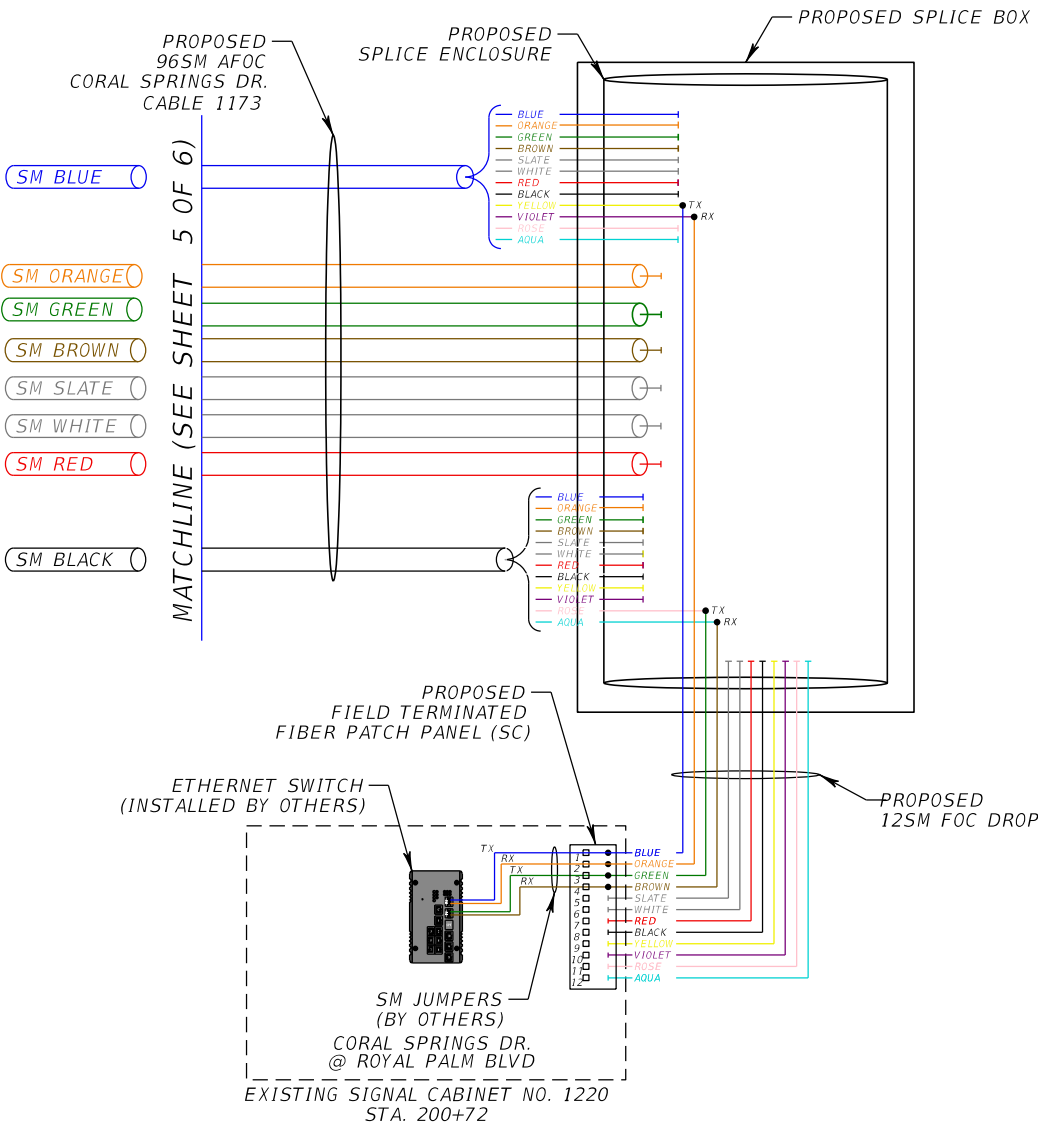 PROPOSED SPLICE BOX
PROPOSED
SPLICE ENCLOSURE
PROPOSED
96SM AFOC
CORAL SPRINGS DR.
CABLE 1173
MATCHLINE (SEE SHEET 5 OF 6)
SM BLUE
SM ORANGE
SM GREEN
SM BROWN
SM SLATE
SM WHITE
SM RED
SM BLACK
BLUE
ORANGE
GREEN
BROWN
SLATE
WHITE
RED
BLACK
YELLOW
TX
VIOLET
RX
ROSE
AQUA
BLUE
ORANGE
GREEN
BROWN
SLATE
WHITE
RED
BLACK
YELLOW
VIOLET
ROSE
TX
AQUA
RX
PROPOSED
FIELD TERMINATED
FIBER PATCH PANEL (SC)
ETHERNET SWITCH
(INSTALLED BY OTHERS)
PROPOSED
12SM FOC DROP
TX
RX
TX
RX
1
2
3
4
5
6
7
8
9
10
11
12
BLUE
ORANGE
GREEN
BROWN
SLATE
WHITE
RED
BLACK
YELLOW
VIOLET
ROSE
AQUA
SM JUMPERS
(BY OTHERS)
CORAL SPRINGS DR.
@ ROYAL PALM BLVD
EXISTING SIGNAL CABINET NO. 1220
STA. 200+72